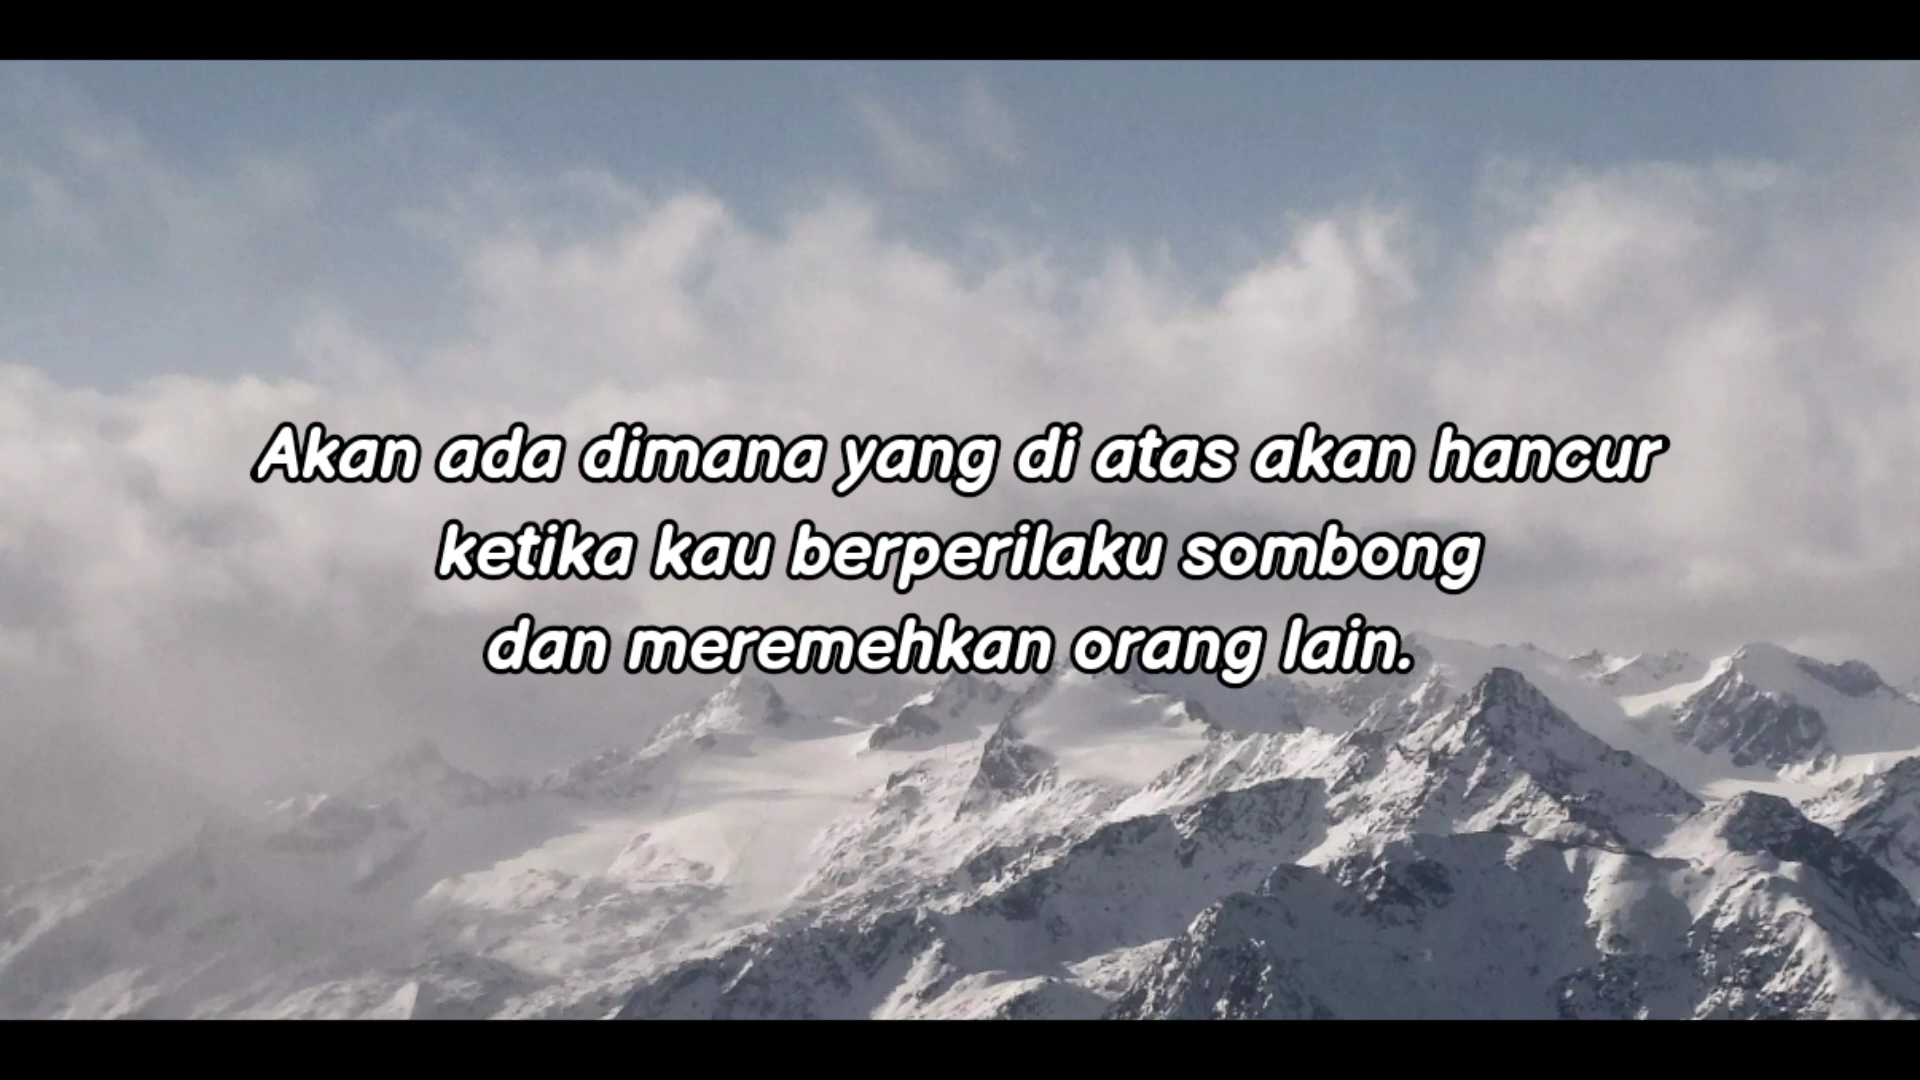 Akan ada dimana yang di atas akan hancur
ketika kau berperilaku sombong
dan meremehkan orang lain.